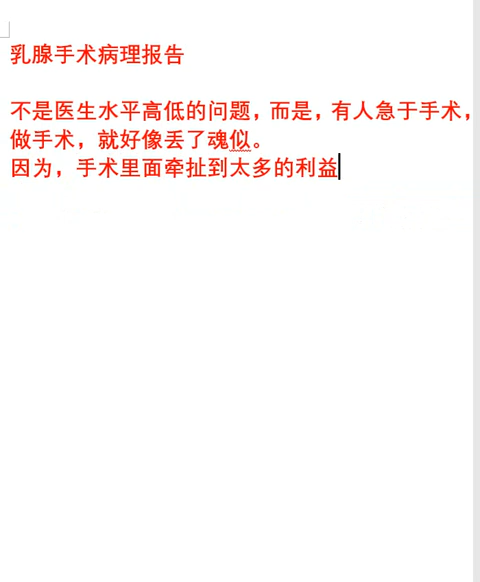 乳腺手术病理报告
不是医生水平高低的问题，而是，有人急于手术，
做手术，就好像丢了魂似。
因为，手术里面牵扯到太多的利益